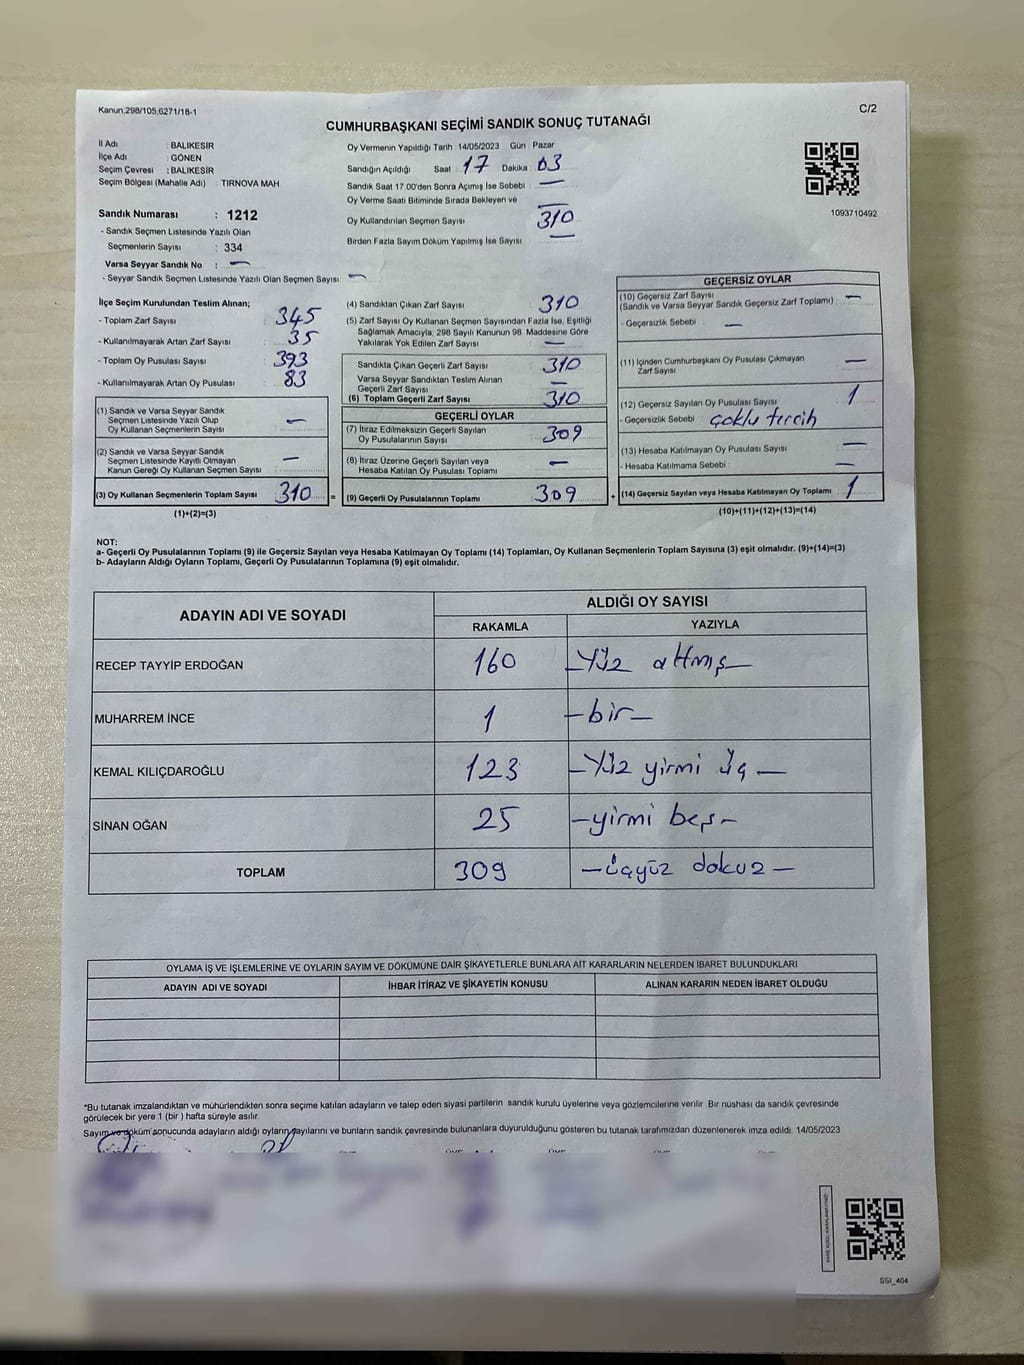 Kanun:298/105,6271/18-1
C/2
CUMHURBAŞKANI SEÇİMİ SANDIK SONUÇ TUTANAĞI
İl Adı : BALIKESİR
İlçe Adı : GÖNEN
Seçim Çevresi : BALIKESİR
Seçim Bölgesi (Mahalle Adı) : TIRNOVA MAH
Sandık Numarası : 1212
- Sandık Seçmen Listesinde Yazılı Olan
Seçmenlerin Sayısı : 334
Varsa Seyyar Sandık No : —
- Seyyar Sandık Seçmen Listesinde Yazılı Olan Seçmen Sayısı : —
Oy Vermenin Yapıldığı Tarih : 14/05/2023 Gün : Pazar
Sandığın Açıldığı Saat : 17 Dakika : 03
Sandık Saat 17.00'den Sonra Açımış İse Sebebi : —
Oy Verme Saati Bitiminde Sırada Bekleyen ve —
Oy Kullandırılan Seçmen Sayısı 310
Birden Fazla Sayım Döküm Yapılmış İse Sayısı —
1093710492
İlçe Seçim Kurulundan Teslim Alınan;
- Toplam Zarf Sayısı : 345
- Kullanılmayarak Artan Zarf Sayısı : 35
- Toplam Oy Pusulası Sayısı : 393
- Kullanılmayarak Artan Oy Pusulası : 83
(1) Sandık ve Varsa Seyyar Sandık
Seçmen Listesinde Yazılı Olup
Oy Kullanan Seçmenlerin Sayısı : —
(2) Sandık ve Varsa Seyyar Sandık
Seçmen Listesinde Kayıtlı Olmayan
Kanun Gereği Oy Kullanan Seçmen Sayısı : —
(3) Oy Kullanan Seçmenlerin Toplam Sayısı : 310 =
(1)+(2)=(3)
(4) Sandıktan Çıkan Zarf Sayısı 310
(5) Zarf Sayısı Oy Kullanan Seçmen Sayısından Fazla İse, Eşitliği
Sağlamak Amacıyla; 298 Sayılı Kanunun 98. Maddesine Göre
Yakılarak Yok Edilen Zarf Sayısı —
Sandıkta Çıkan Geçerli Zarf Sayısı 310
Varsa Seyyar Sandıktan Teslim Alınan
Geçerli Zarf Sayısı —
(6) Toplam Geçerli Zarf Sayısı 310
GEÇERLİ OYLAR
(7) İtiraz Edilmeksizin Geçerli Sayılan
Oy Pusulalarının Sayısı 309
(8) İtiraz Üzerine Geçerli Sayılan veya
Hesaba Katılan Oy Pusulası Toplamı —
(9) Geçerli Oy Pusulalarının Toplamı 309 +
GEÇERSİZ OYLAR
(10) Geçersiz Zarf Sayısı
(Sandık ve Varsa Seyyar Sandık Geçersiz Zarf Toplamı) : —
- Geçersizlik Sebebi : —
(11) İçinden Cumhurbaşkanı Oy Pusulası Çıkmayan
Zarf Sayısı —
(12) Geçersiz Sayılan Oy Pusulası Sayısı 1
- Geçersizlik Sebebi : çoklu tercih
(13) Hesaba Katılmayan Oy Pusulası Sayısı : —
- Hesaba Katılmama Sebebi : —
(14) Geçersiz Sayılan veya Hesaba Katılmayan Oy Toplamı : 1
(10)+(11)+(12)+(13)=(14)
NOT:
a- Geçerli Oy Pusulalarının Toplamı (9) ile Geçersiz Sayılan veya Hesaba Katılmayan Oy Toplamı (14) Toplamları, Oy Kullanan Seçmenlerin Toplam Sayısına (3) eşit olmalıdır. (9)+(14)=(3)
b- Adayların Aldığı Oyların Toplamı, Geçerli Oy Pusulalarının Toplamına (9) eşit olmalıdır.
ADAYIN ADI VE SOYADI
ALDIĞI OY SAYISI
RAKAMLA YAZIYLA
RECEP TAYYİP ERDOĞAN 160 —Yüz altmış—
MUHARREM İNCE 1 —bir—
KEMAL KILIÇDAROĞLU 123 —Yüz yirmi üç—
SİNAN OĞAN 25 —yirmi beş—
TOPLAM 309 —üçyüz dokuz—
OYLAMA İŞ VE İŞLEMLERİNE VE OYLARIN SAYIM VE DÖKÜMÜNE DAİR ŞİKAYETLERLE BUNLARA AİT KARARLARIN NELERDEN İBARET BULUNDUKLARI
ADAYIN ADI VE SOYADI İHBAR İTİRAZ VE ŞİKAYETİN KONUSU ALINAN KARARIN NEDEN İBARET OLDUĞU
*Bu tutanak imzalandıktan ve mühürlendikten sonra seçime katılan adayların ve talep eden siyasi partilerin sandık kurulu üyelerine veya gözlemcilerine verilir. Bir nüshası da sandık çevresinde
görülecek bir yere 1 (bir ) hafta süreyle asılır.
Sayım ve döküm sonucunda adayların aldığı oyların sayılarını ve bunların sandık çevresinde bulunanlara duyurulduğunu gösteren bu tutanak tarafımızdan düzenlenerek imza edildi. 14/05/2023
SSI_404